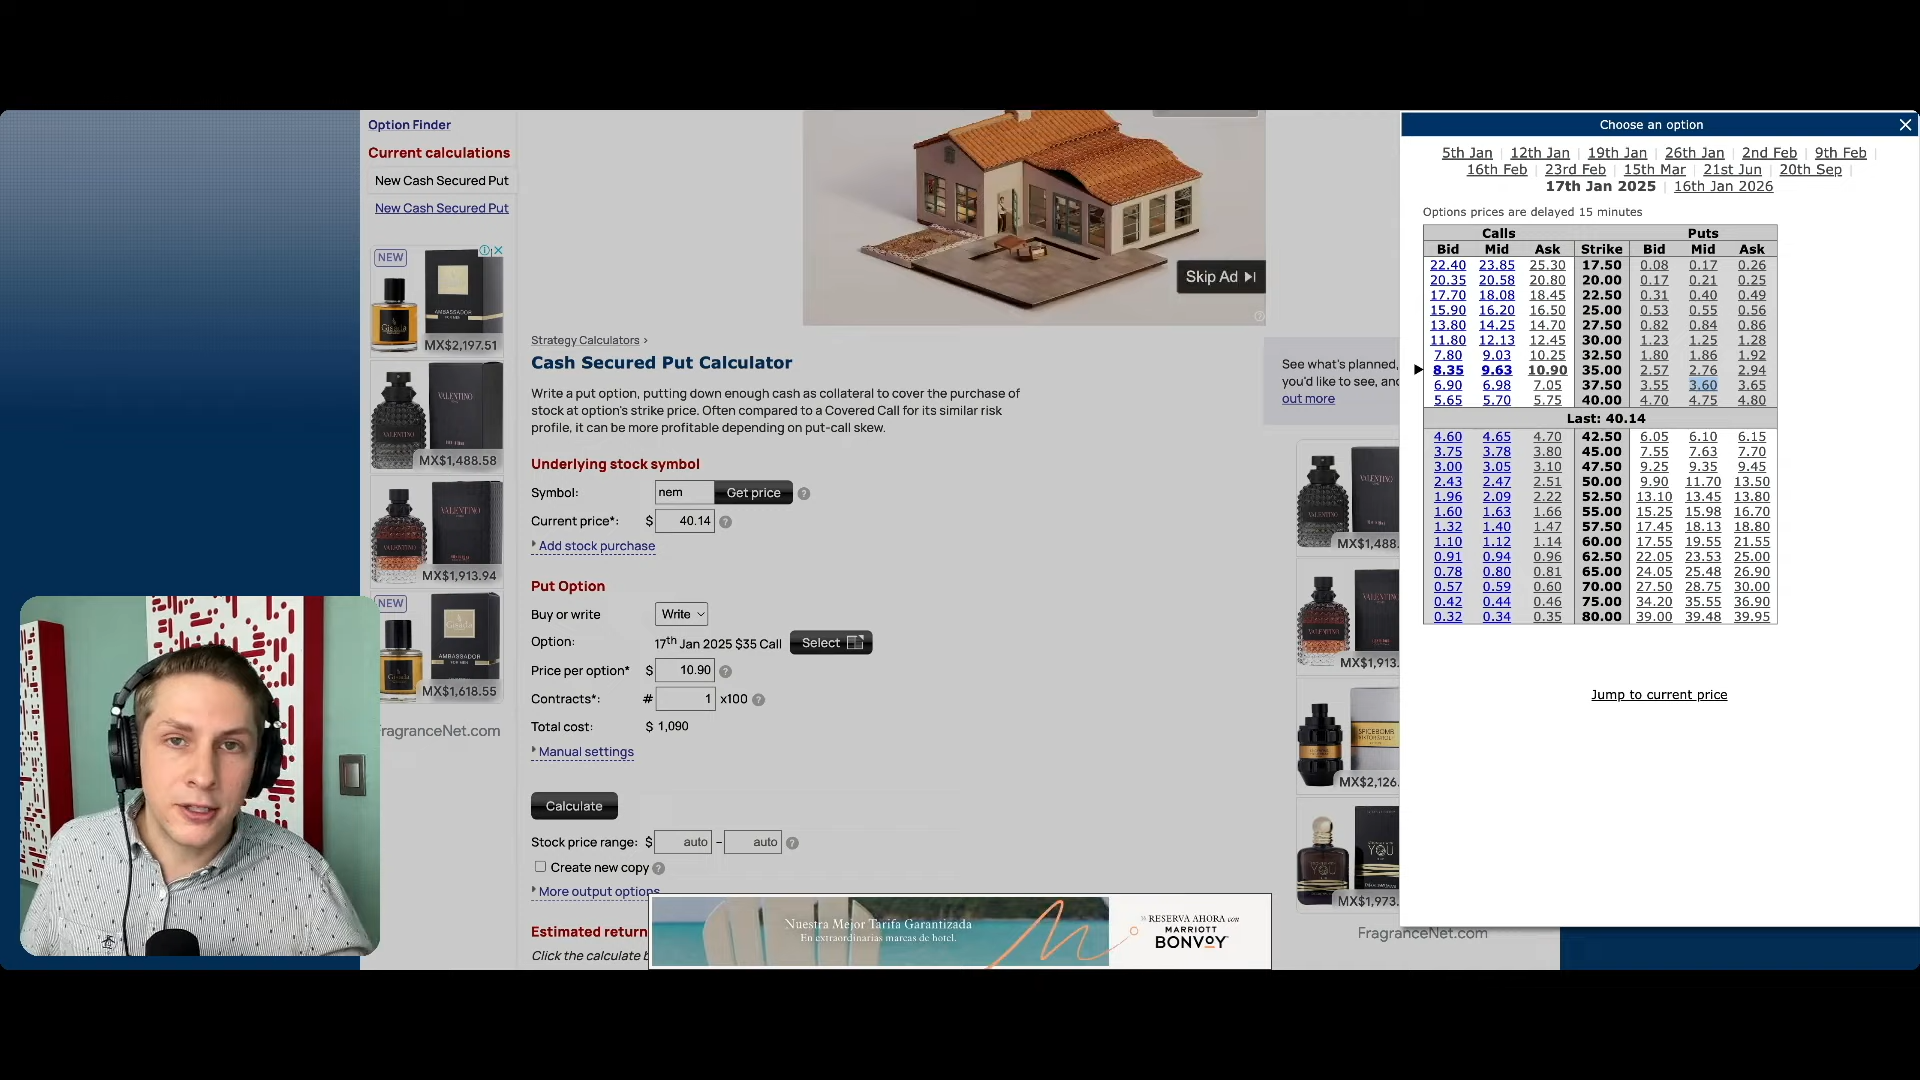 Option Finder
Current calculations
New Cash Secured Put
New Cash Secured Put
NEW
AMBASSADOR
FOR MEN
Gisada
MX$2,197.51
VALENTINO
MX$1,488.58
VALENTINO
MX$1,913.94
NEW
AMBASSADOR
Gisada
MX$1,618.55
FragranceNet.com
Skip Ad
Strategy Calculators >
Cash Secured Put Calculator
Write a put option, putting down enough cash as collateral to cover the purchase of
stock at option's strike price. Often compared to a Covered Call for its similar risk
profile, it can be more profitable depending on put-call skew.
Underlying stock symbol
Symbol: nem Get price ?
Current price*: $ 40.14 ?
Add stock purchase
Put Option
Buy or write Write
Option: 17th Jan 2025 $35 Call Select
Price per option* $ 10.90 ?
Contracts*: # 1 x100 ?
Total cost: $ 1,090
Manual settings
Calculate
Stock price range: $ auto – auto ?
Create new copy ?
More output options
Estimated return
Click the calculate b
Nuestra Mejor Tarifa Garantizada
En extraordinarias marcas de hotel.
RESERVA AHORA con
MARRIOTT
BONVOY
See what's planned,
you'd like to see, and
out more
VALENTINO
MX$1,488.
VALENTINO
MX$1,913.
SPICEBOMB
MX$2,126.
YOU
YOU
MX$1,973.
FragranceNet.com
Choose an option
5th Jan | 12th Jan | 19th Jan | 26th Jan | 2nd Feb | 9th Feb |
16th Feb | 23rd Feb | 15th Mar | 21st Jun | 20th Sep |
17th Jan 2025 | 16th Jan 2026
Options prices are delayed 15 minutes
Calls Puts
Bid Mid Ask Strike Bid Mid Ask
22.40 23.85 25.30 17.50 0.08 0.17 0.26
20.35 20.58 20.80 20.00 0.17 0.21 0.25
17.70 18.08 18.45 22.50 0.31 0.40 0.49
15.90 16.20 16.50 25.00 0.53 0.55 0.56
13.80 14.25 14.70 27.50 0.82 0.84 0.86
11.80 12.13 12.45 30.00 1.23 1.25 1.28
7.80 9.03 10.25 32.50 1.80 1.86 1.92
8.35 9.63 10.90 35.00 2.57 2.76 2.94
6.90 6.98 7.05 37.50 3.55 3.60 3.65
5.65 5.70 5.75 40.00 4.70 4.75 4.80
Last: 40.14
4.60 4.65 4.70 42.50 6.05 6.10 6.15
3.75 3.78 3.80 45.00 7.55 7.63 7.70
3.00 3.05 3.10 47.50 9.25 9.35 9.45
2.43 2.47 2.51 50.00 9.90 11.70 13.50
1.96 2.09 2.22 52.50 13.10 13.45 13.80
1.60 1.63 1.66 55.00 15.25 15.98 16.70
1.32 1.40 1.47 57.50 17.45 18.13 18.80
1.10 1.12 1.14 60.00 17.55 19.55 21.55
0.91 0.94 0.96 62.50 22.05 23.53 25.00
0.78 0.80 0.81 65.00 24.05 25.48 26.90
0.57 0.59 0.60 70.00 27.50 28.75 30.00
0.42 0.44 0.46 75.00 34.20 35.55 36.90
0.32 0.34 0.35 80.00 39.00 39.48 39.95
Jump to current price